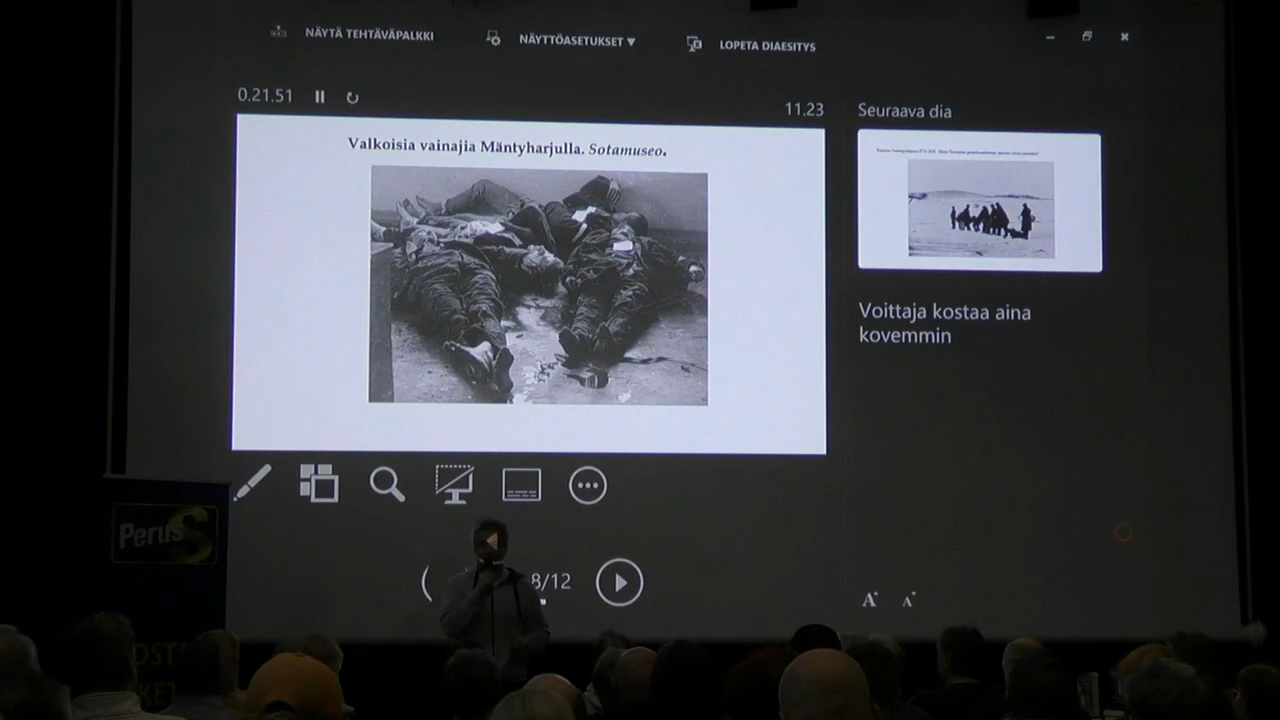 NÄYTÄ TEHTÄVÄPALKKI
NÄYTTÖASETUKSET
LOPETA DIAESITYS
0.21.51
11.23
Seuraava dia
Valkoisia vainajia Mäntyharjulla. Sotamuseo.
Voittaja kostaa aina
kovemmin
PeruS
8/12
A
A
OST